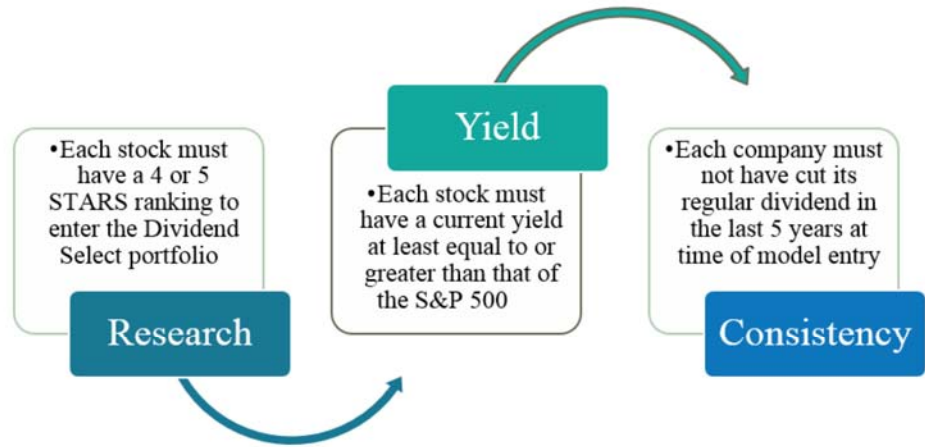 •Each stock must
have a 4 or 5
STARS ranking to
enter the Dividend
Select portfolio
Research
Yield
•Each stock must
have a current yield
at least equal to or
greater than that of
the S&P 500
•Each company must
not have cut its
regular dividend in
the last 5 years at
time of model entry
Consistency